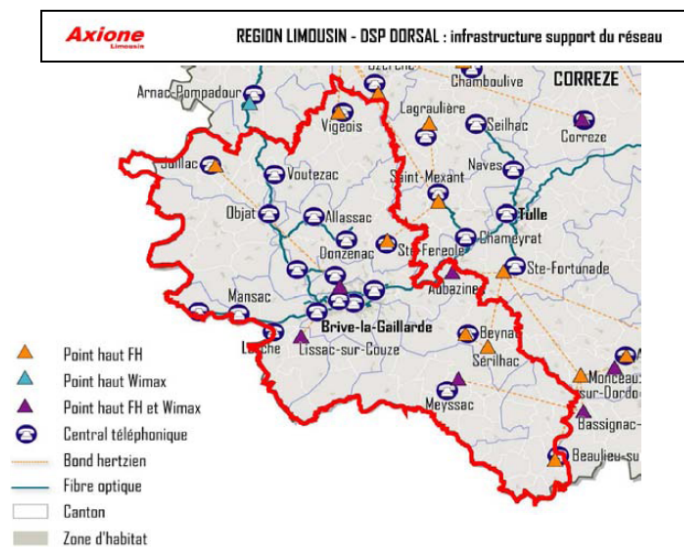 Axione
Limousin
REGION LIMOUSIN - DSP DORSAL : infrastructure support du réseau
Chamboulive
CORREZE
Arnac-Pompadour
Lagraulière
Vigeois
Seilhac
Correze
Juillac
Voutezac
Naves
Saint-Mexant
Objat
Allassac
Tulle
Donzenac
Ste-Fereole
Chameyrat
Aubazine
Ste-Fortunade
Mansac
Brive-la-Gaillarde
Larche
Lissac-sur-Couze
Beynat
Sérilhac
Monceaux
sur-Dordo
Meyssac
Bassignac-
Beaulieu-su
Point haut FH
Point haut Wimax
Point haut FH et Wimax
Central téléphonique
Bond hertzien
Fibre optique
Canton
Zone d'habitat